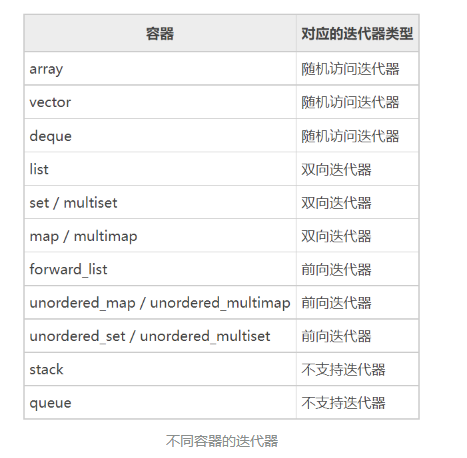 容器 对应的迭代器类型
array 随机访问迭代器
vector 随机访问迭代器
deque 随机访问迭代器
list 双向迭代器
set / multiset 双向迭代器
map / multimap 双向迭代器
forward_list 前向迭代器
unordered_map / unordered_multimap 前向迭代器
unordered_set / unordered_multiset 前向迭代器
stack 不支持迭代器
queue 不支持迭代器
不同容器的迭代器